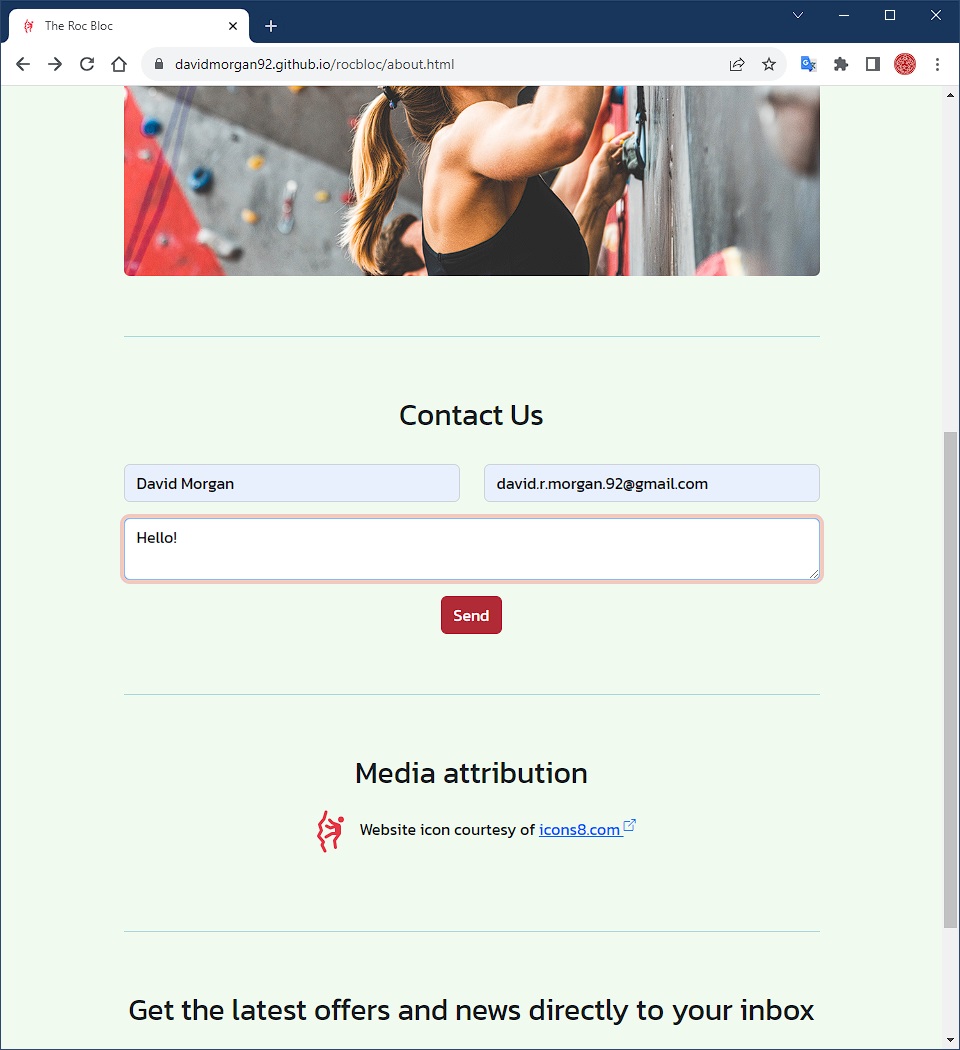 The Roc Bloc
davidmorgan92.github.io/rocbloc/about.html
Contact Us
David Morgan
david.r.morgan.92@gmail.com
Hello!
Send
Media attribution
Website icon courtesy of icons8.com
Get the latest offers and news directly to your inbox